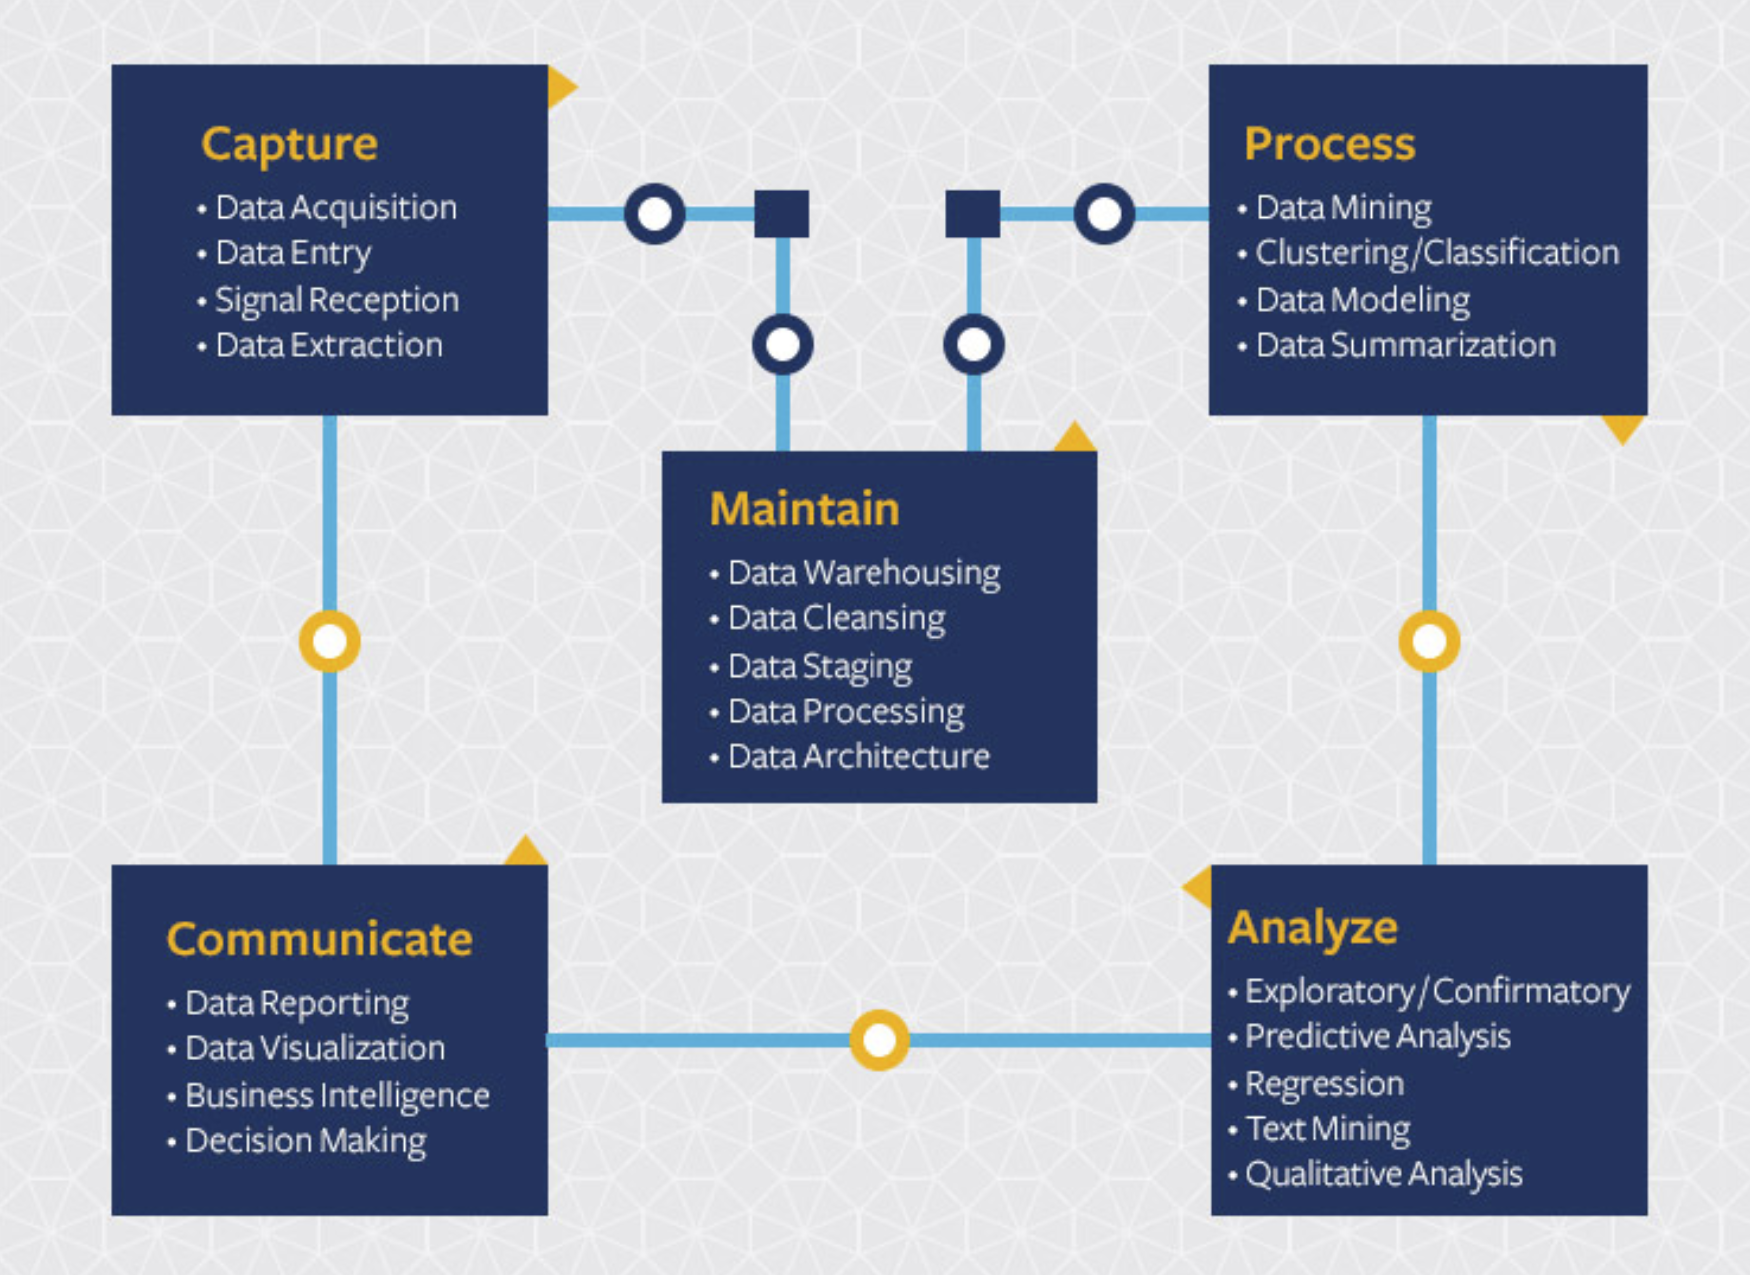 Capture
• Data Acquisition
• Data Entry
• Signal Reception
• Data Extraction
Maintain
• Data Warehousing
• Data Cleansing
• Data Staging
• Data Processing
• Data Architecture
Process
• Data Mining
• Clustering/Classification
• Data Modeling
• Data Summarization
Analyze
• Exploratory/Confirmatory
• Predictive Analysis
• Regression
• Text Mining
• Qualitative Analysis
Communicate
• Data Reporting
• Data Visualization
• Business Intelligence
• Decision Making